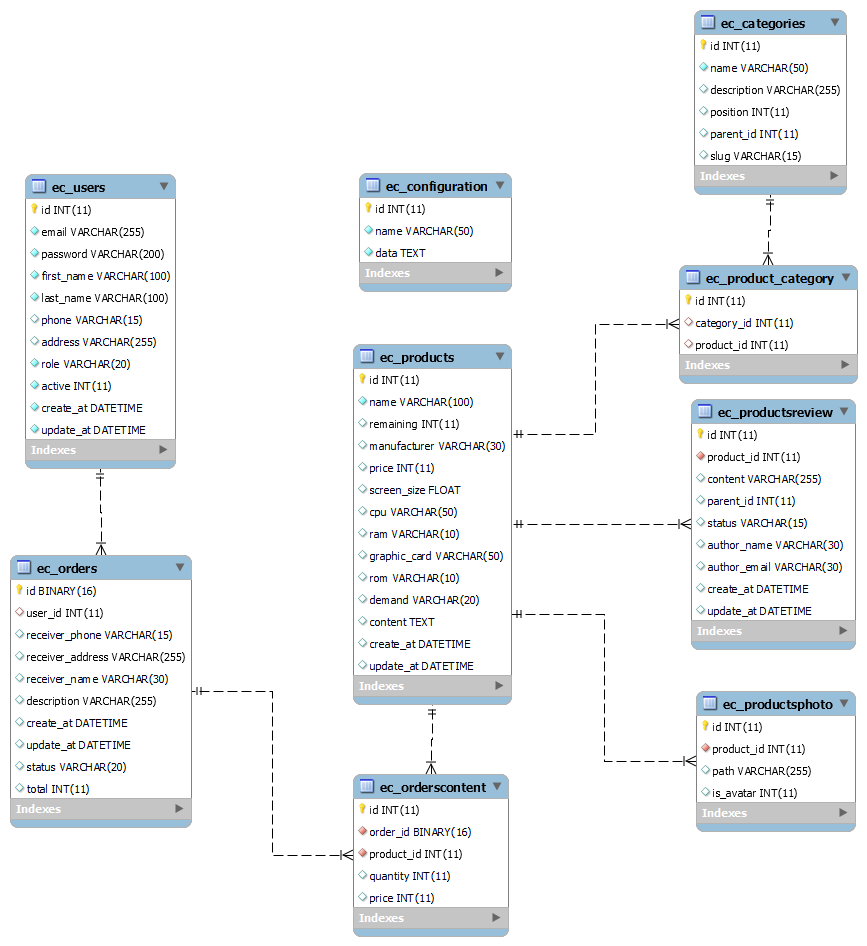 ec_categories
id INT(11)
name VARCHAR(50)
description VARCHAR(255)
position INT(11)
parent_id INT(11)
slug VARCHAR(15)
Indexes
ec_users
id INT(11)
email VARCHAR(255)
password VARCHAR(200)
first_name VARCHAR(100)
last_name VARCHAR(100)
phone VARCHAR(15)
address VARCHAR(255)
role VARCHAR(20)
active INT(11)
create_at DATETIME
update_at DATETIME
Indexes
ec_configuration
id INT(11)
name VARCHAR(50)
data TEXT
Indexes
ec_product_category
id INT(11)
category_id INT(11)
product_id INT(11)
Indexes
ec_products
id INT(11)
name VARCHAR(100)
remaining INT(11)
manufacturer VARCHAR(30)
price INT(11)
screen_size FLOAT
cpu VARCHAR(50)
ram VARCHAR(10)
graphic_card VARCHAR(50)
rom VARCHAR(10)
demand VARCHAR(20)
content TEXT
create_at DATETIME
update_at DATETIME
Indexes
ec_productsreview
id INT(11)
product_id INT(11)
content VARCHAR(255)
parent_id INT(11)
status VARCHAR(15)
author_name VARCHAR(30)
author_email VARCHAR(30)
create_at DATETIME
update_at DATETIME
Indexes
ec_orders
id BINARY(16)
user_id INT(11)
receiver_phone VARCHAR(15)
receiver_address VARCHAR(255)
receiver_name VARCHAR(30)
description VARCHAR(255)
create_at DATETIME
update_at DATETIME
status VARCHAR(20)
total INT(11)
Indexes
ec_productsphoto
id INT(11)
product_id INT(11)
path VARCHAR(255)
is_avatar INT(11)
Indexes
ec_orderscontent
id INT(11)
order_id BINARY(16)
product_id INT(11)
quantity INT(11)
price INT(11)
Indexes